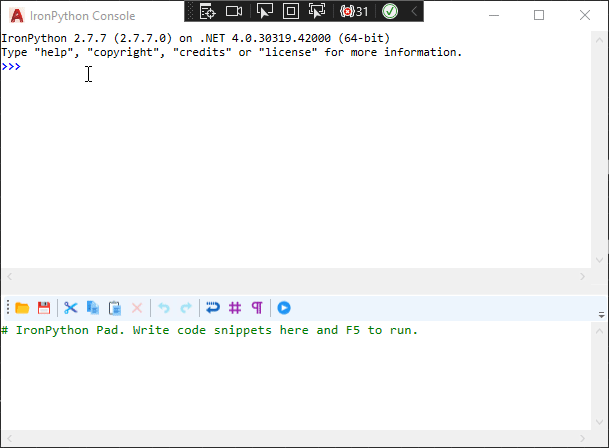 IronPython Console
31
IronPython 2.7.7 (2.7.7.0) on .NET 4.0.30319.42000 (64-bit)
Type "help", "copyright", "credits" or "license" for more information.
>>>
# IronPython Pad. Write code snippets here and F5 to run.